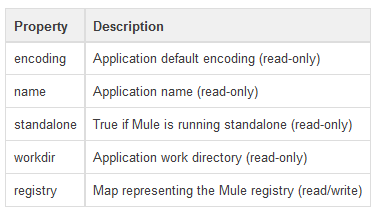 Property Description
encoding Application default encoding (read-only)
name Application name (read-only)
standalone True if Mule is running standalone (read-only)
workdir Application work directory (read-only)
registry Map representing the Mule registry (read/write)